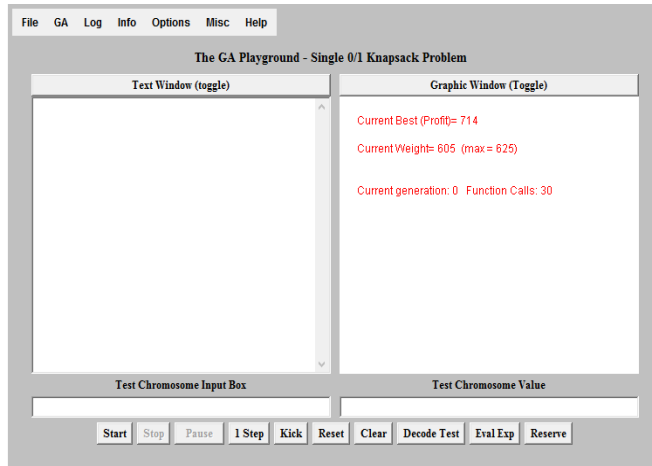 File GA Log Info Options Misc Help
The GA Playground - Single 0/1 Knapsack Problem
Text Window (toggle) Graphic Window (Toggle)
Current Best (Profit)= 714
Current Weight= 605 (max = 625)
Current generation: 0 Function Calls: 30
Test Chromosome Input Box Test Chromosome Value
Start Stop Pause 1 Step Kick Reset Clear Decode Test Eval Exp Reserve